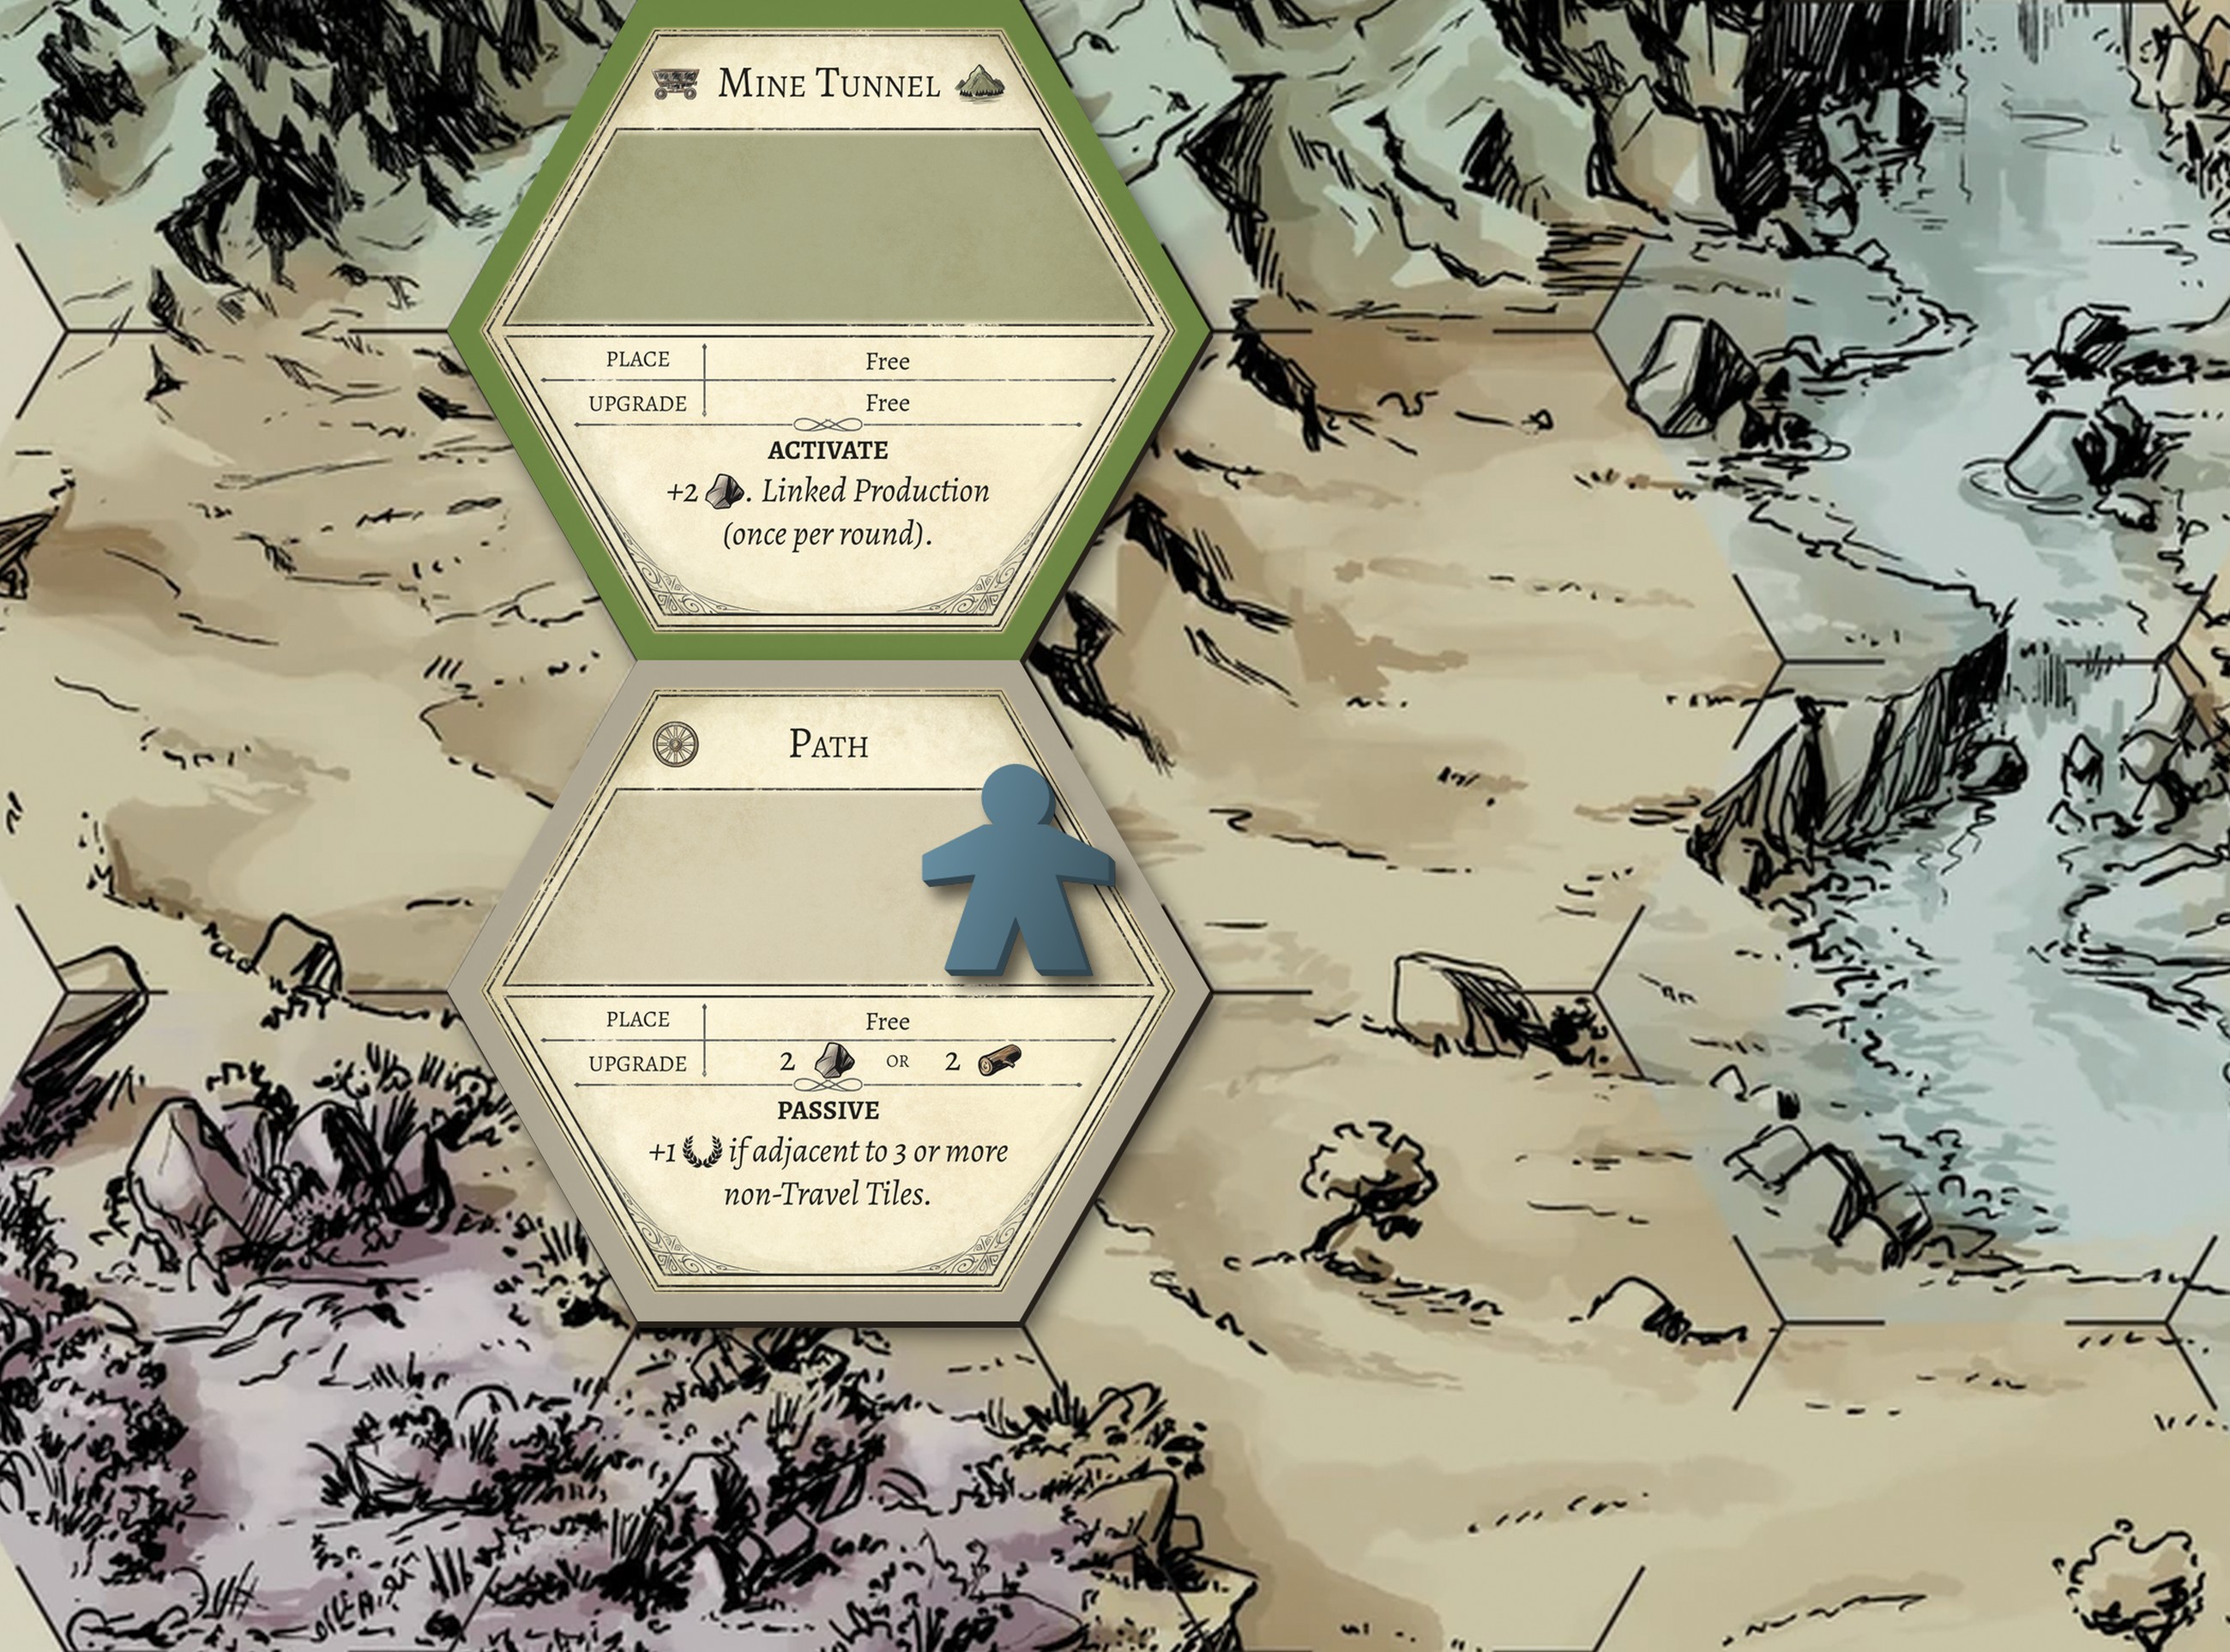 Mine Tunnel
PLACE Free
UPGRADE Free
ACTIVATE
+2 . Linked Production
(once per round).
Path
PLACE Free
UPGRADE 2 OR 2
PASSIVE
+1 if adjacent to 3 or more
non-Travel Tiles.